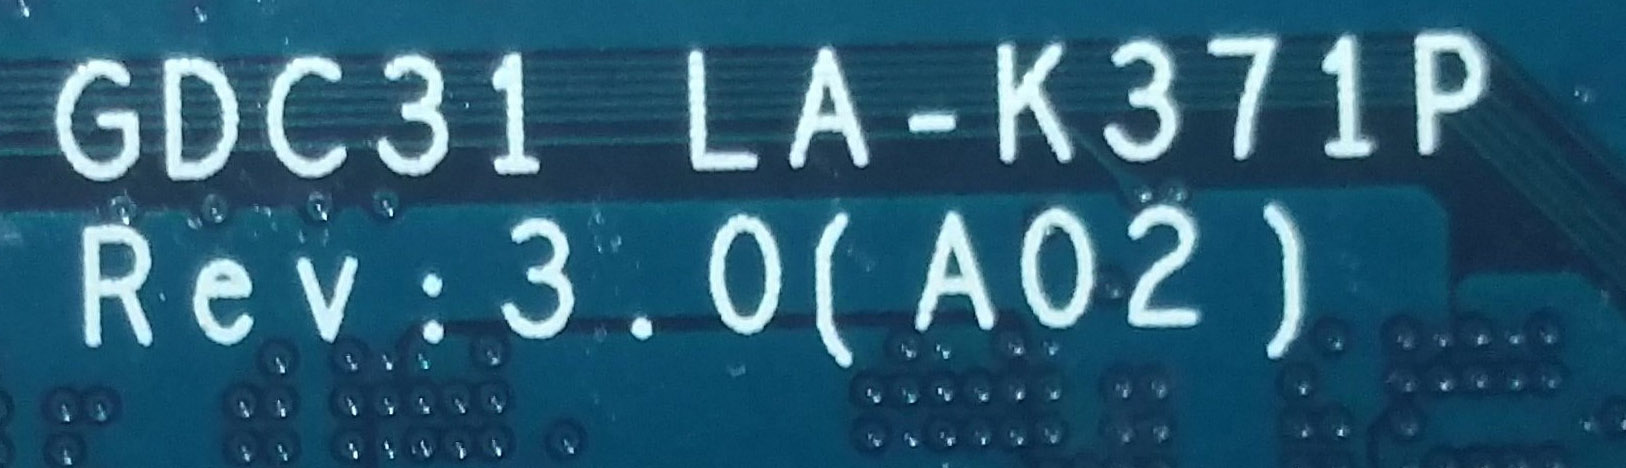 GDC31 LA-K371P
Rev:3.0(A02)